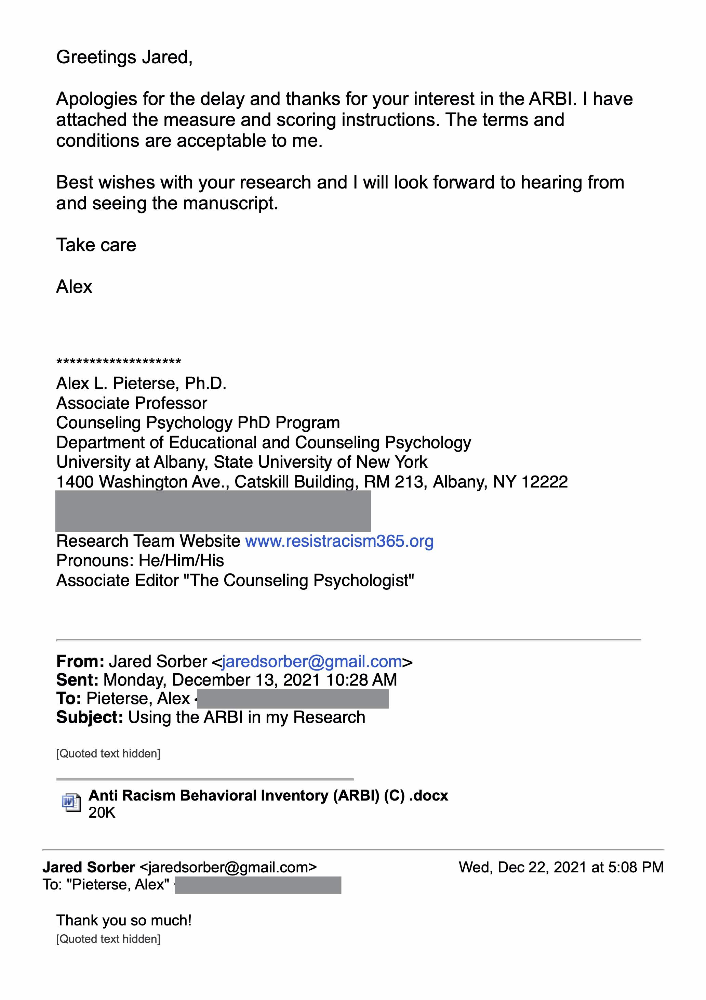 Greetings Jared,
Apologies for the delay and thanks for your interest in the ARBI. I have
attached the measure and scoring instructions. The terms and
conditions are acceptable to me.
Best wishes with your research and I will look forward to hearing from
and seeing the manuscript.
Take care
Alex
*******************
Alex L. Pieterse, Ph.D.
Associate Professor
Counseling Psychology PhD Program
Department of Educational and Counseling Psychology
University at Albany, State University of New York
1400 Washington Ave., Catskill Building, RM 213, Albany, NY 12222
Research Team Website www.resistracism365.org
Pronouns: He/Him/His
Associate Editor "The Counseling Psychologist"
From: Jared Sorber <jaredsorber@gmail.com>
Sent: Monday, December 13, 2021 10:28 AM
To: Pieterse, Alex
Subject: Using the ARBI in my Research
[Quoted text hidden]
Anti Racism Behavioral Inventory (ARBI) (C) .docx
20K
Jared Sorber <jaredsorber@gmail.com> Wed, Dec 22, 2021 at 5:08 PM
To: "Pieterse, Alex"
Thank you so much!
[Quoted text hidden]